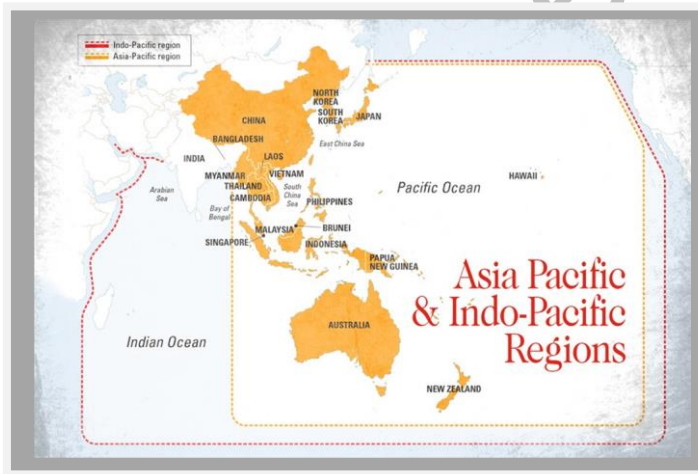 Indo-Pacific region
Asia-Pacific region
NORTH
KOREA
SOUTH
KOREA
JAPAN
CHINA
East China Sea
BANGLADESH
INDIA
LAOS
MYANMAR
VIETNAM
THAILAND
CAMBODIA
Arabian
Sea
Bay of
Bengal
South
China
Sea
PHILIPPINES
Pacific Ocean
HAWAII
MALAYSIA
BRUNEI
SINGAPORE
INDONESIA
PAPUA
NEW GUINEA
Asia Pacific
& Indo-Pacific
Regions
AUSTRALIA
Indian Ocean
NEW ZEALAND